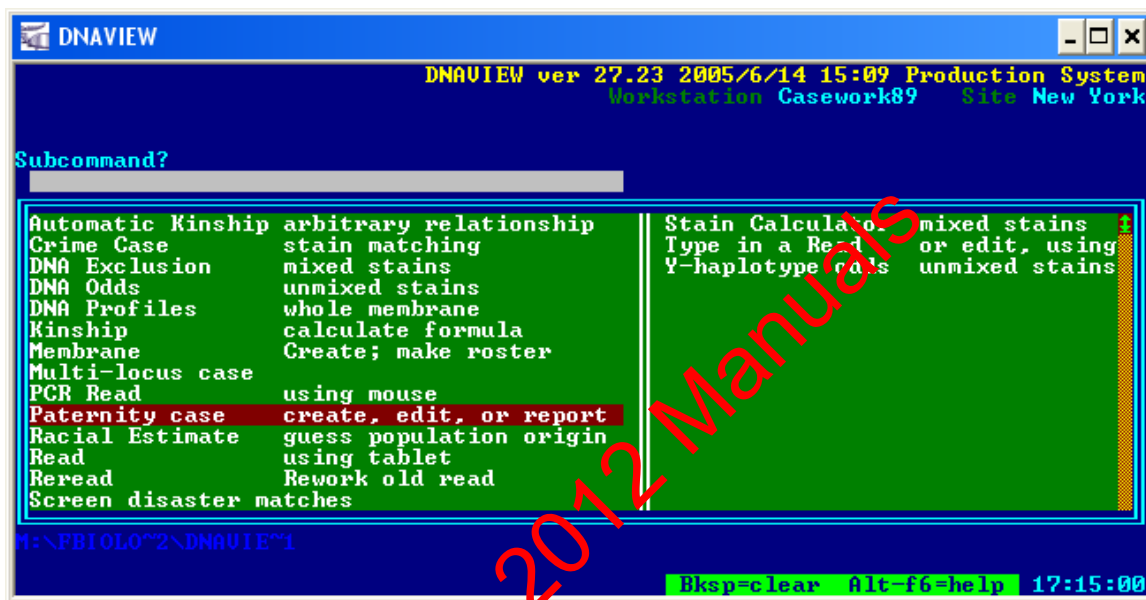 DNAVIEW
DNAVIEW ver 27.23 2005/6/14 15:09 Production System
Workstation Casework89 Site New York
Subcommand?
Automatic Kinship arbitrary relationship
Crime Case stain matching
DNA Exclusion mixed stains
DNA Odds unmixed stains
DNA Profiles whole membrane
Kinship calculate formula
Membrane Create; make roster
Multi-locus case
PCR Read using mouse
Paternity case create, edit, or report
Racial Estimate guess population origin
Read using tablet
Reread Rework old read
Screen disaster matches
Stain Calculator mixed stains
Type in a Read or edit, using
Y-haplotype odds unmixed stains
2012 Manuals
M:\FBIOLO~2\DNAVIE~1
Bksp=clear Alt-f6=help 17:15:00